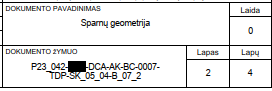 DOKUMENTO PAVADINIMAS
Laida
Sparnų geometrija
0
DOKUMENTO ŽYMUO
Lapas
Lapų
P23_042-
-DCA-AK-BC-0007-
TDP-SK_05_04-B_07_2
2
4